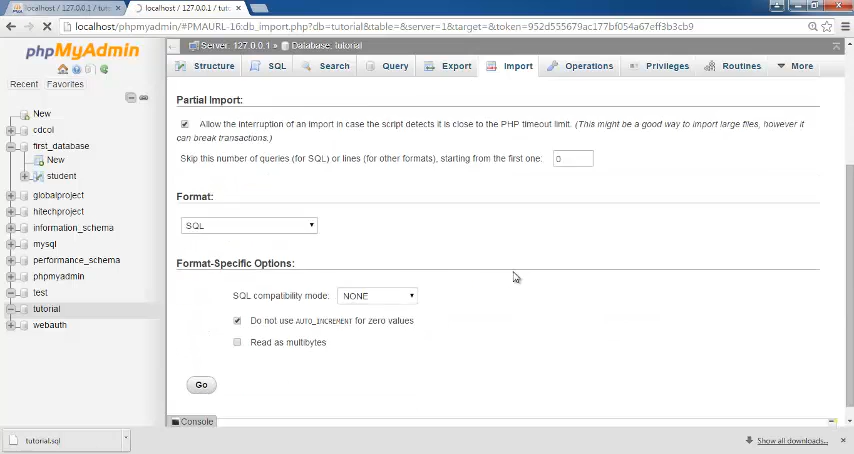 localhost / 127.0.0.1 / tuto
localhost / 127.0.0.1 / tut
localhost/phpmyadmin/#PMAURL-16:db_import.php?db=tutorial&table=&server=1&target=&token=952d555679ac177bf054a67eff3b3cb9
phpMyAdmin
Recent Favorites
New
cdcol
first_database
New
student
globalproject
hitechproject
information_schema
mysql
performance_schema
phpmyadmin
test
tutorial
webauth
Server: 127.0.0.1 » Database: tutorial
Structure SQL Search Query Export Import Operations Privileges Routines More
Partial Import:
Allow the interruption of an import in case the script detects it is close to the PHP timeout limit. (This might be a good way to import large files, however it
can break transactions.)
Skip this number of queries (for SQL) or lines (for other formats), starting from the first one: 0
Format:
SQL
Format-Specific Options:
SQL compatibility mode: NONE
Do not use AUTO_INCREMENT for zero values
Read as multibytes
Go
Console
tutorial.sql
Show all downloads...